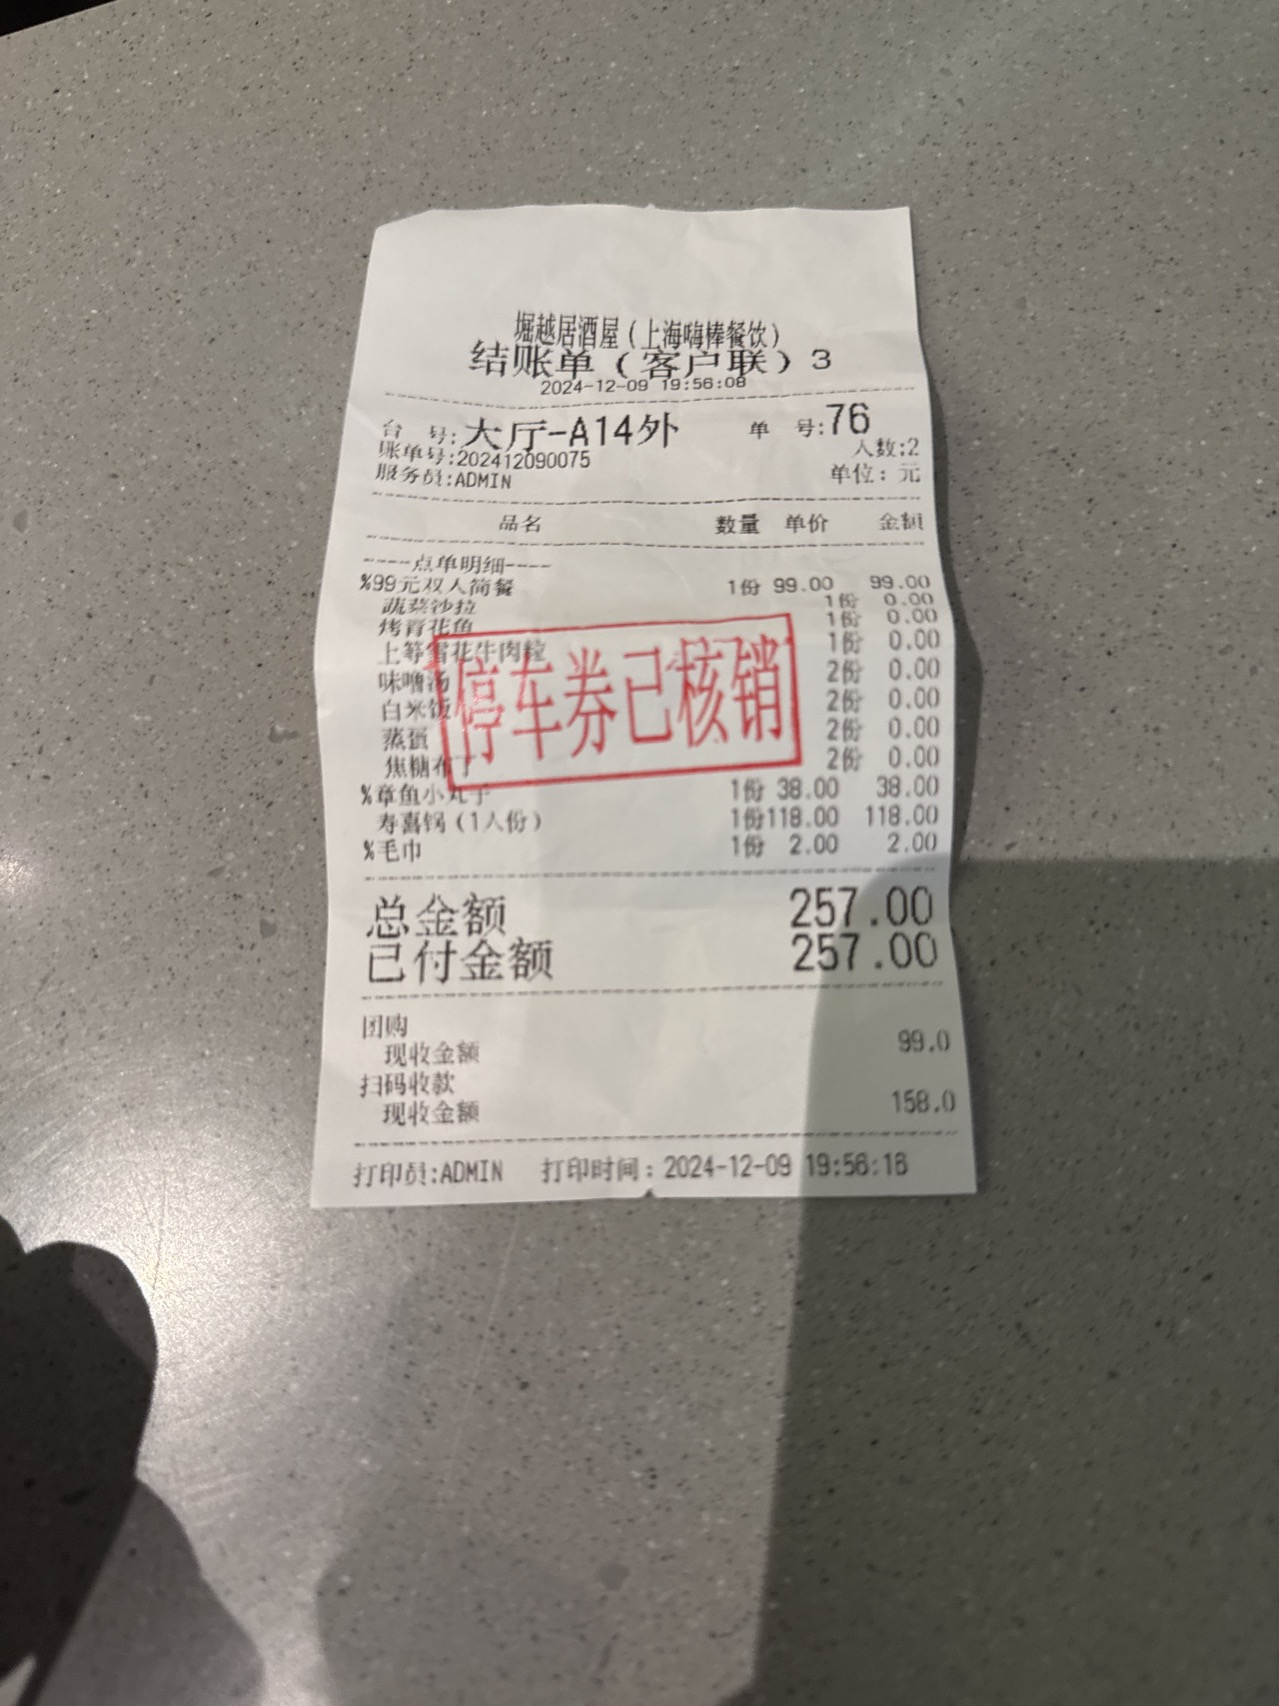 堀越居酒屋(上海嗨棒餐饮)
结账单(客户联)3
2024-12-09 19:56:08
台 号:大厅-A14外 单 号:76
账单号:202412090075 人数:2
服务员:ADMIN 单位: 元
品名 数量 单价 金额
----点单明细----
%99元双人简餐 1份 99.00 99.00
蔬菜沙拉 1份 0.00
烤青花鱼 1份 0.00
上等雪花牛肉粒 1份 0.00
味噌汤 2份 0.00
白米饭 2份 0.00
蒸蛋 2份 0.00
焦糖布丁 2份 0.00
停车券已核销
%章鱼小丸子 1份 38.00 38.00
寿喜锅(1人份) 1份118.00 118.00
%毛巾 1份 2.00 2.00
总金额 257.00
已付金额 257.00
团购
现收金额 99.0
扫码收款
现收金额 158.0
打印员:ADMIN 打印时间: 2024-12-09 19:56:16